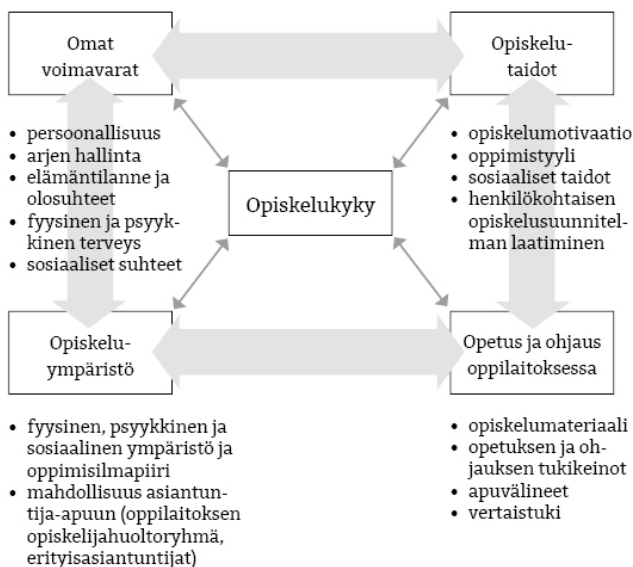 Omat
voimavarat
Opiskelu-
taidot
• persoonallisuus
• arjen hallinta
• elämäntilanne ja
olosuhteet
• fyysinen ja psyyk-
kinen terveys
• sosiaaliset suhteet
Opiskelukyky
• opiskelumotivaatio
• oppimistyyli
• sosiaaliset taidot
• henkilökohtaisen
opiskelusuunnitel-
man laatiminen
Opiskelu-
ympäristö
Opetus ja ohjaus
oppilaitoksessa
• fyysinen, psyykkinen ja
sosiaalinen ympäristö ja
oppimisilmapiiri
• mahdollisuus asiantun-
tija-apuun (oppilaitoksen
opiskelijahuoltoryhmä,
erityisasiantuntijat)
• opiskelumateriaali
• opetuksen ja oh-
jauksen tukikeinot
• apuvälineet
• vertaistuki